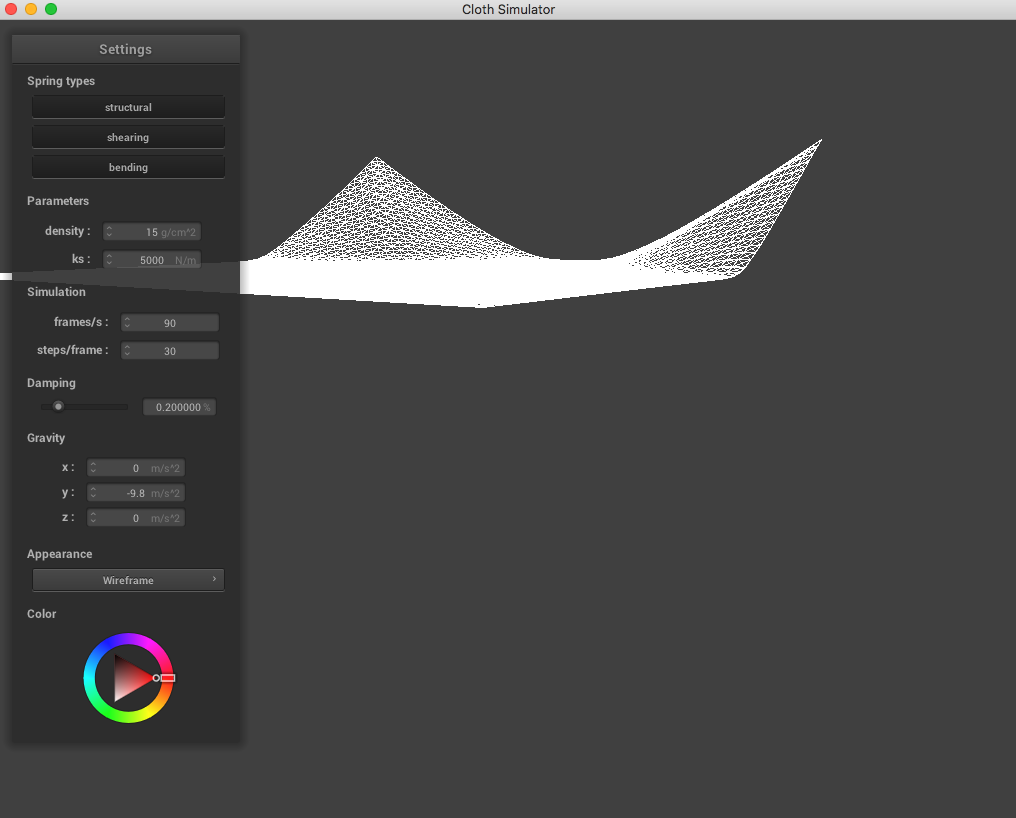 Cloth Simulator
Settings
Spring types
structural
shearing
bending
Parameters
density : 15 g/cm^2
ks : 5000 N/m
Simulation
frames/s : 90
steps/frame : 30
Damping
0.200000 %
Gravity
x : 0 m/s^2
y : -9.8 m/s^2
z : 0 m/s^2
Appearance
Wireframe
Color